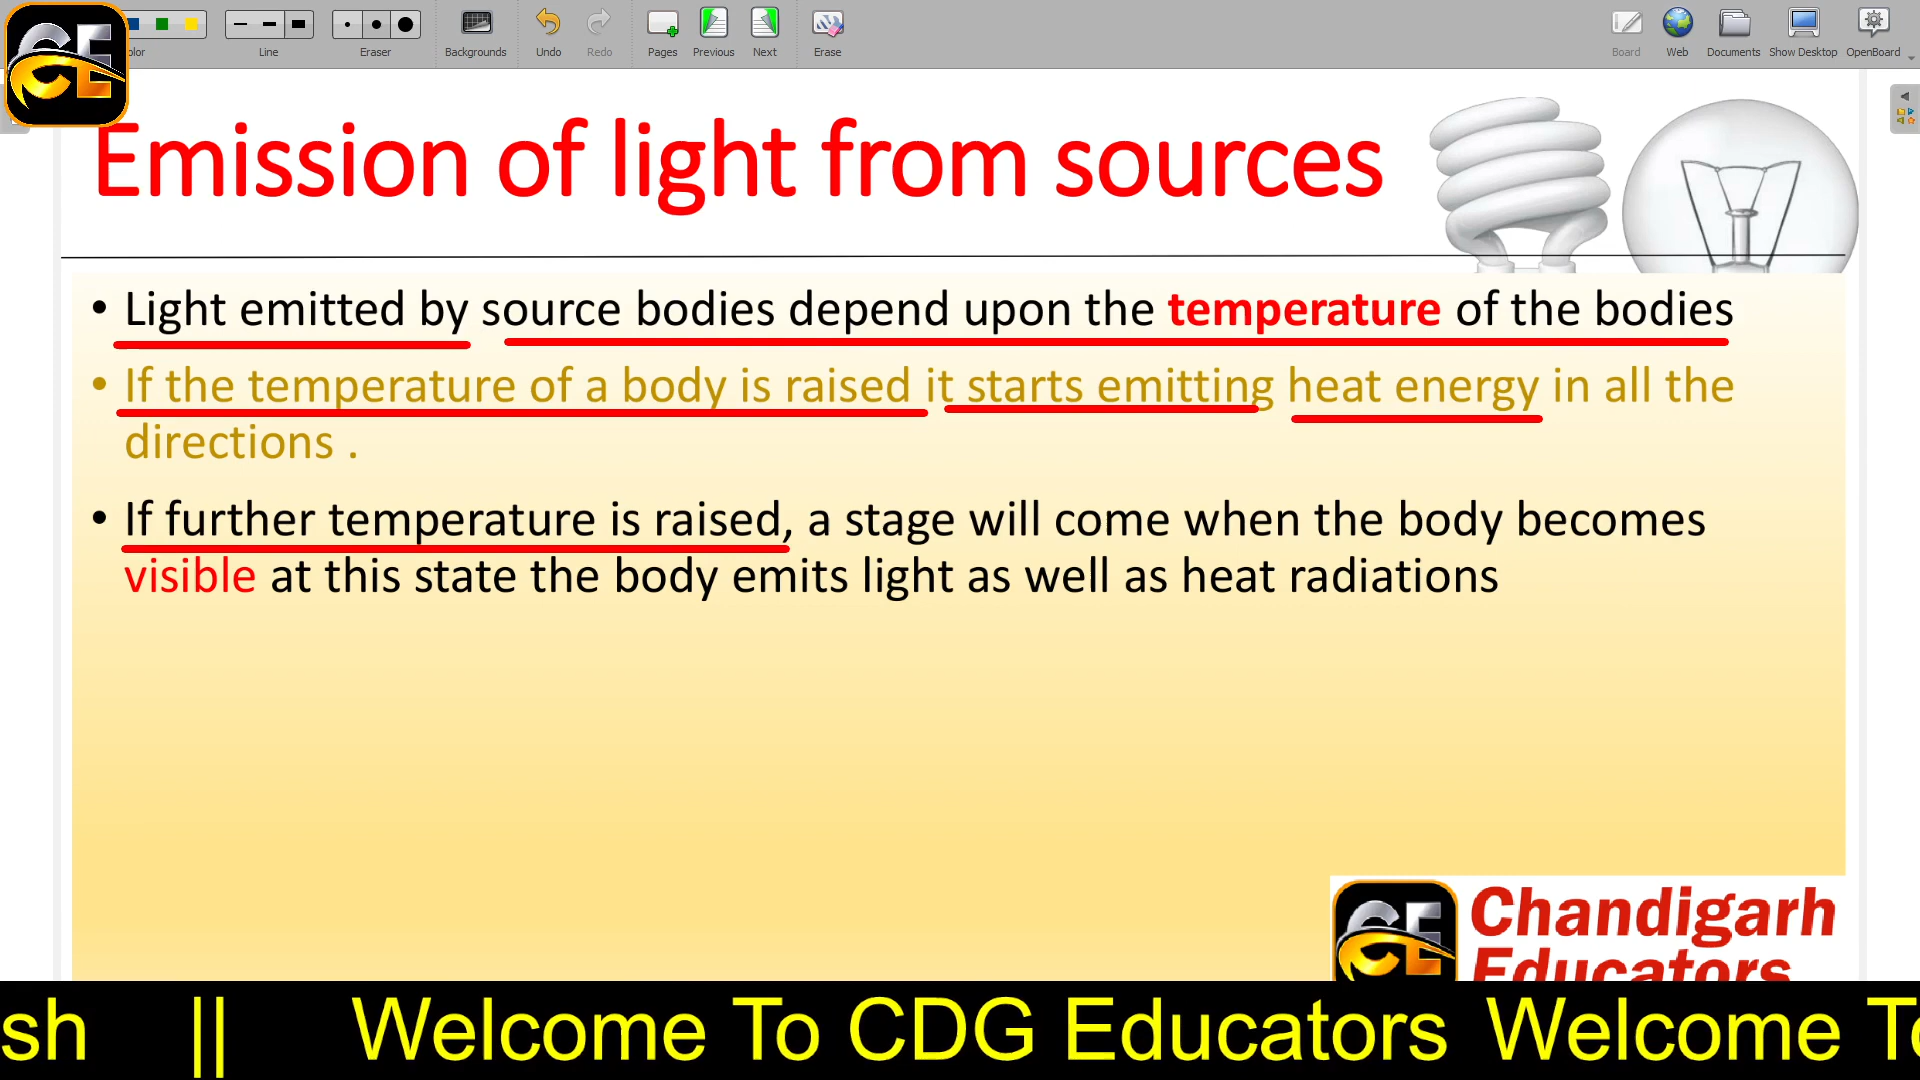 olor
Line
Eraser
Backgrounds
Undo
Redo
Pages
Previous
Next
Erase
Board
Web
Documents
Show Desktop
OpenBoard
CE
Emission of light from sources
• Light emitted by source bodies depend upon the temperature of the bodies
• If the temperature of a body is raised it starts emitting heat energy in all the
directions .
• If further temperature is raised, a stage will come when the body becomes
visible at this state the body emits light as well as heat radiations
CE
Chandigarh
Educators
sh || Welcome To CDG Educators Welcome To